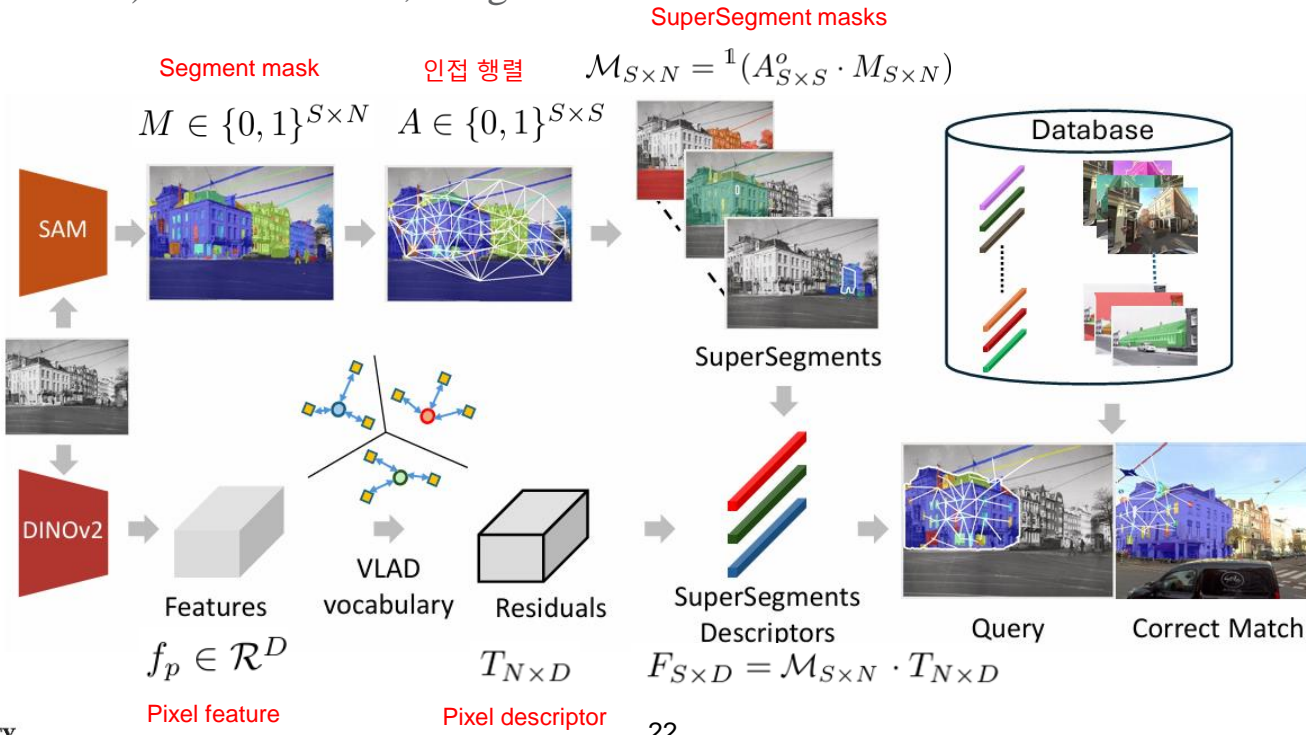 SuperSegment masks
Segment mask
인접 행렬
$\mathcal{M}_{S \times N} = {}^{\mathbb{1}}(A^{o}_{S \times S} \cdot M_{S \times N})$
$M \in \{0, 1\}^{S \times N}$
$A \in \{0, 1\}^{S \times S}$
Database
SAM
SuperSegments
DINOv2
Features
VLAD
vocabulary
Residuals
SuperSegments
Descriptors
Query
Correct Match
$f_p \in \mathcal{R}^{D}$
$T_{N \times D}$
$F_{S \times D} = \mathcal{M}_{S \times N} \cdot T_{N \times D}$
Pixel feature
Pixel descriptor
22